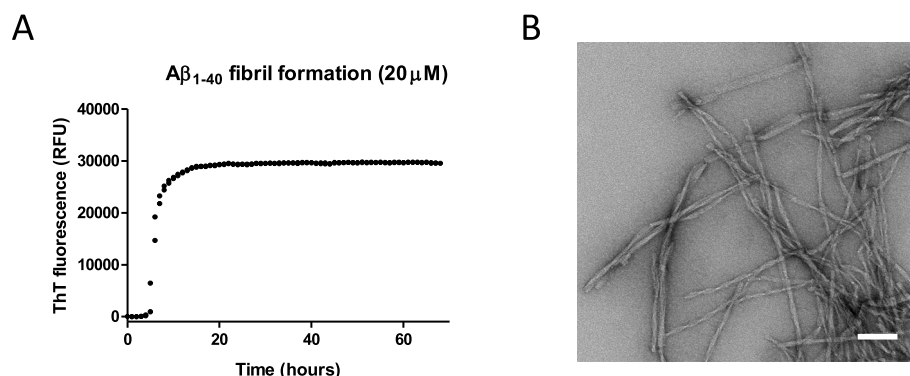 A
B
Aβ1-40 fibril formation (20μM)
40000
30000
20000
10000
0
ThT fluorescence (RFU)
0 20 40 60
Time (hours)